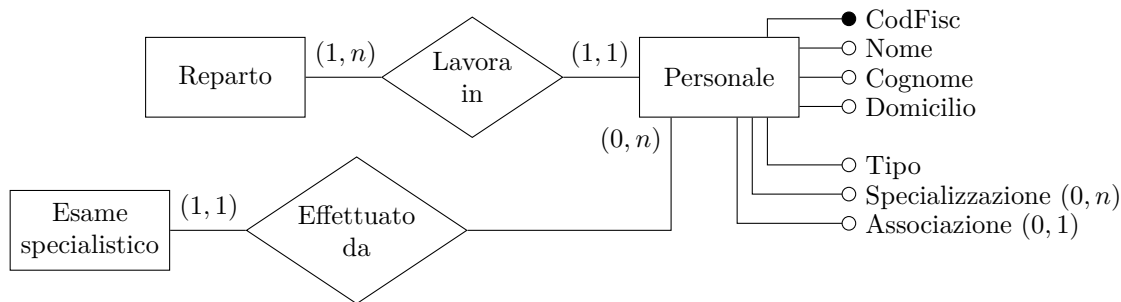 CodFisc
(1, n)
Lavora
in
(1, 1)
Nome
Reparto
Personale
Cognome
Domicilio
(0, n)
Tipo
Esame
specialistico
(1, 1)
Effettuato
da
Specializzazione (0, n)
Associazione (0, 1)